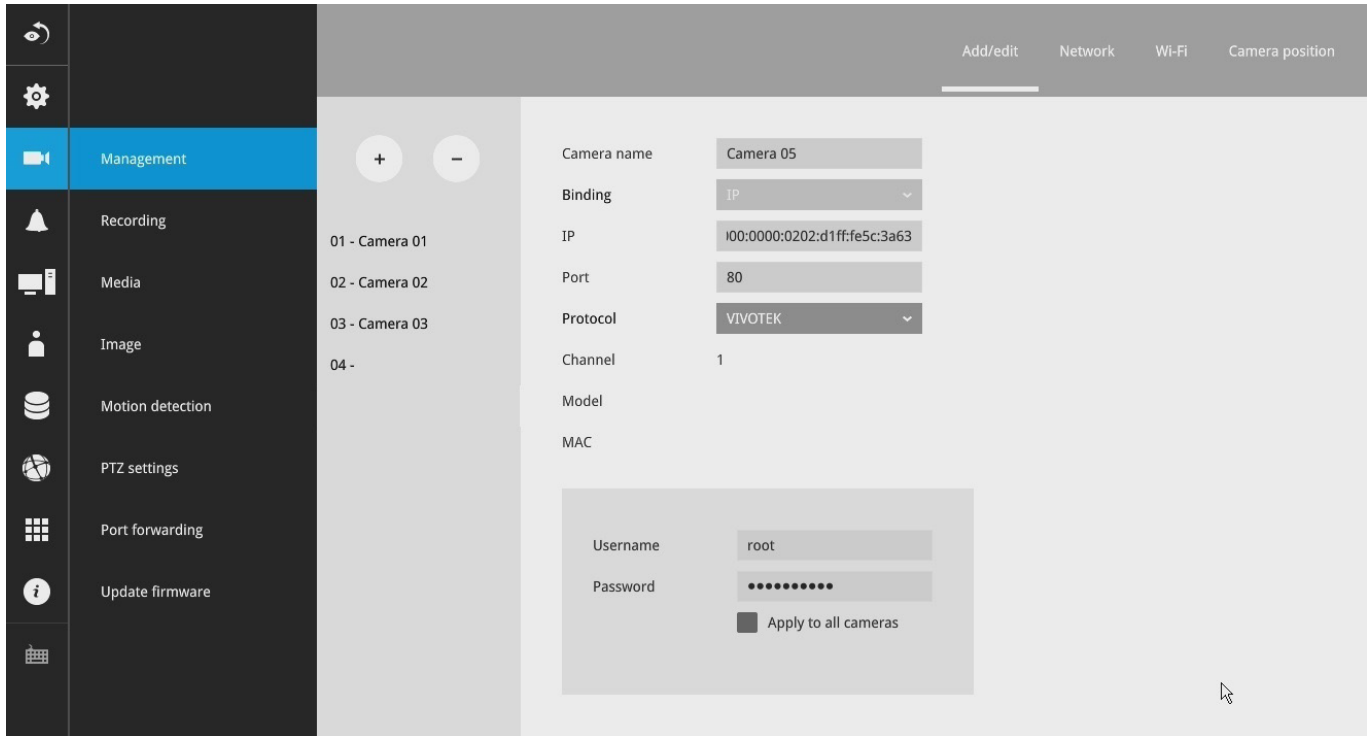 Add/edit Network Wi-Fi Camera position
Management
Recording
Media
Image
Motion detection
PTZ settings
Port forwarding
Update firmware
+ −
01 - Camera 01
02 - Camera 02
03 - Camera 03
04 -
Camera name Camera 05
Binding IP
IP 00:0000:0202:d1ff:fe5c:3a63
Port 80
Protocol VIVOTEK
Channel 1
Model
MAC
Username root
Password ••••••••••
Apply to all cameras